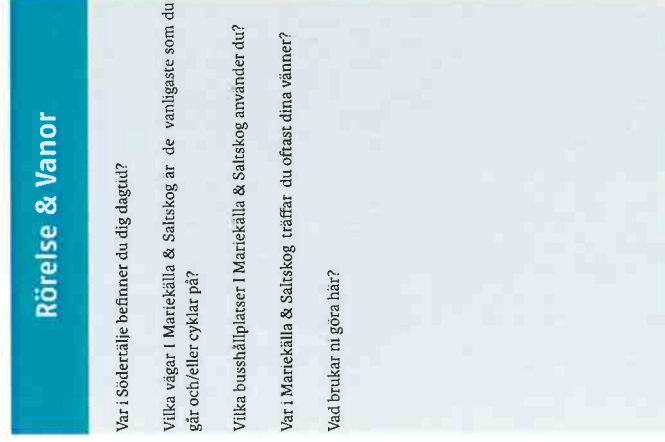 Rörelse & Vanor
Var i Södertälje befinner du dig dagtid?
Vilka vägar I Mariekälla & Saltskog är de vanligaste som du
går och/eller cyklar på?
Vilka busshållplatser I Mariekälla & Saltskog använder du?
Var i Mariekälla & Saltskog träffar du oftast dina vänner?
Vad brukar ni göra här?